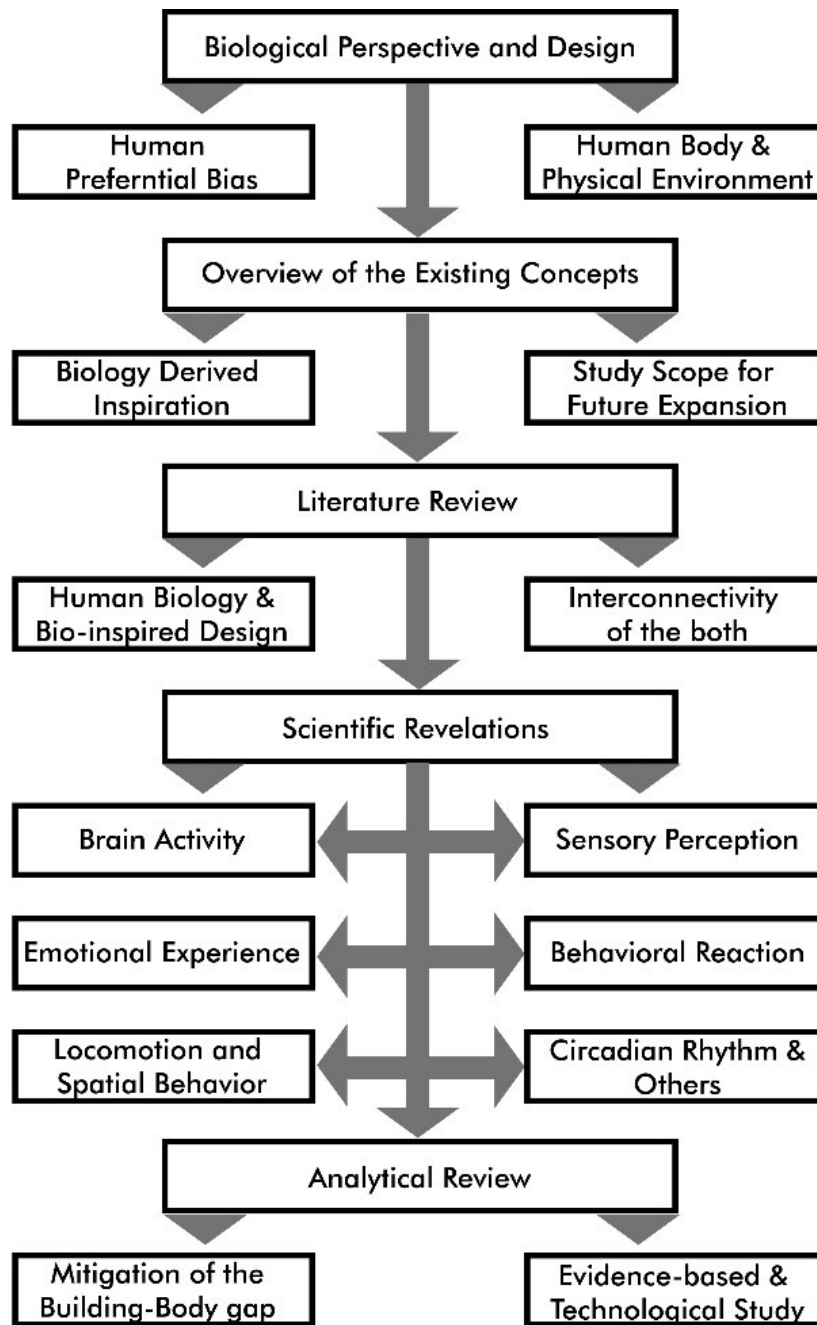 Biological Perspective and Design
Human
Preferntial Bias
Human Body &
Physical Environment
Overview of the Existing Concepts
Biology Derived
Inspiration
Study Scope for
Future Expansion
Literature Review
Human Biology &
Bio-inspired Design
Interconnectivity
of the both
Scientific Revelations
Brain Activity
Sensory Perception
Emotional Experience
Behavioral Reaction
Locomotion and
Spatial Behavior
Circadian Rhythm &
Others
Analytical Review
Mitigation of the
Building-Body gap
Evidence-based &
Technological Study